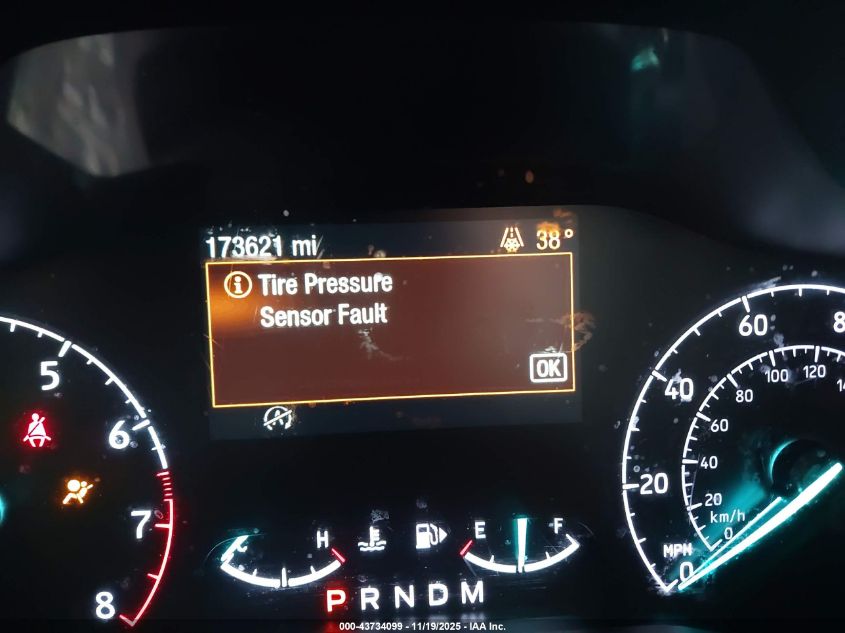 173621 mi 38°
Tire Pressure
Sensor Fault
OK
5
6
7
8
C H
E F
P R N D M
60
8
40
20
0
MPH
100 120
80
60
40
20
0
km/h
000-43734099 - 11/19/2025 - IAA Inc.